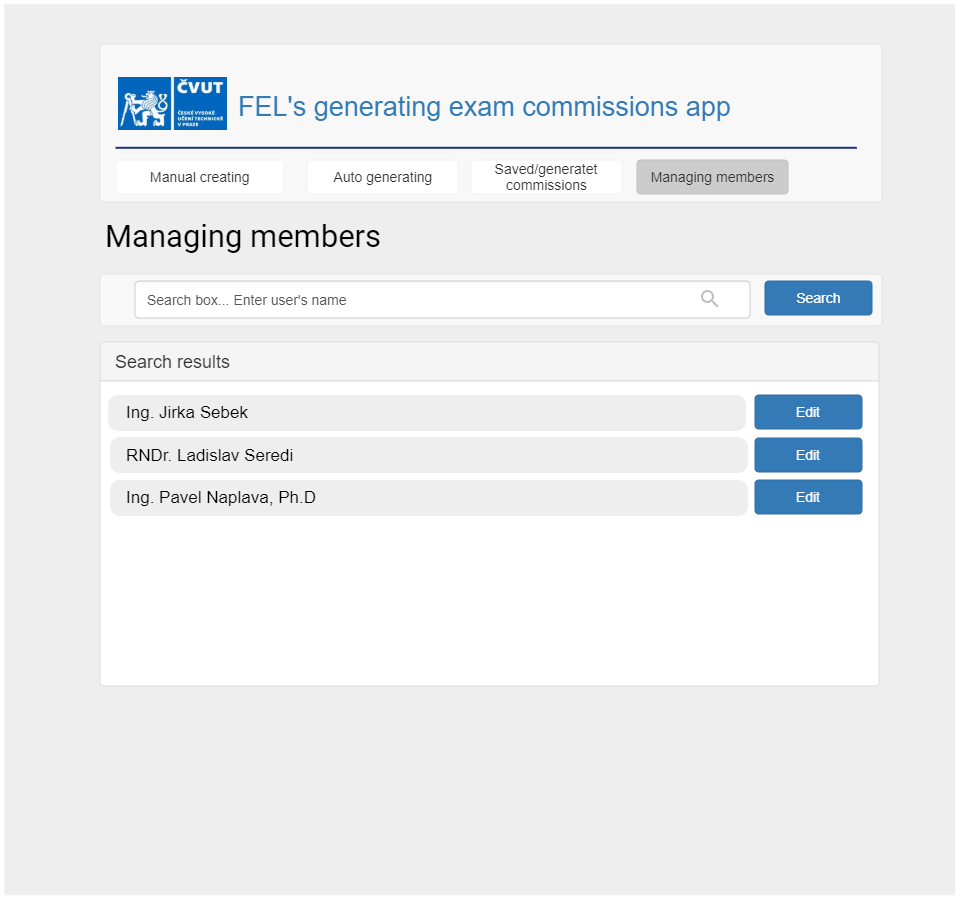 ČVUT
ČESKÉ VYSOKÉ
UČENÍ TECHNICKÉ
V PRAZE
FEL's generating exam commissions app
Manual creating
Auto generating
Saved/generatet
commissions
Managing members
Managing members
Search box... Enter user's name
Search
Search results
Ing. Jirka Sebek
Edit
RNDr. Ladislav Seredi
Edit
Ing. Pavel Naplava, Ph.D
Edit